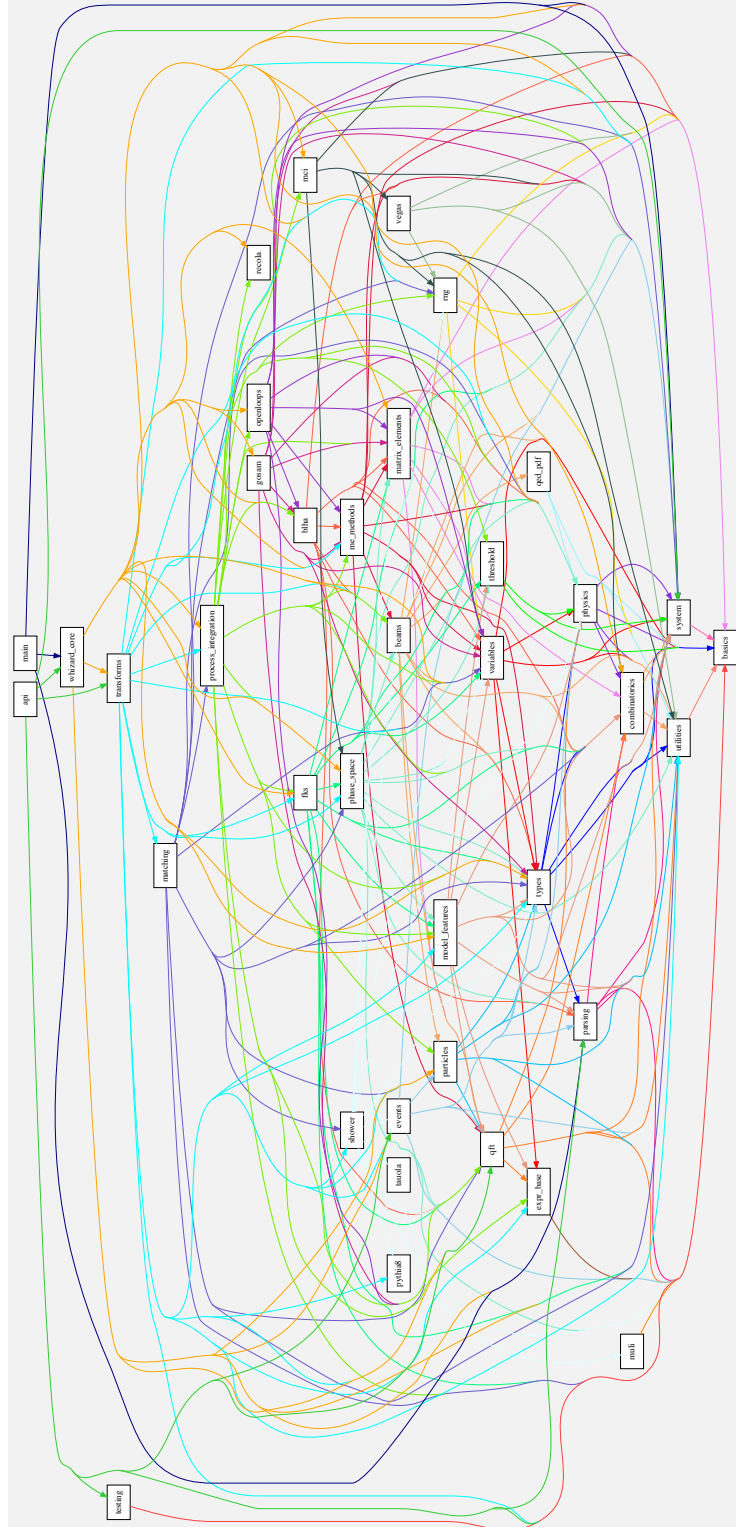 main
api
whizard_core
transforms
testing
matching
process_integration
recola
openloops
gosam
mci
blha
fks
me_methods
phase_space
shower
vegas
matrix_elements
beams
events
tauola
pythia8
rng
model_features
particles
threshold
variables
qft
qcd_pdf
types
expr_base
physics
parsing
combinatorics
muli
system
utilities
basics